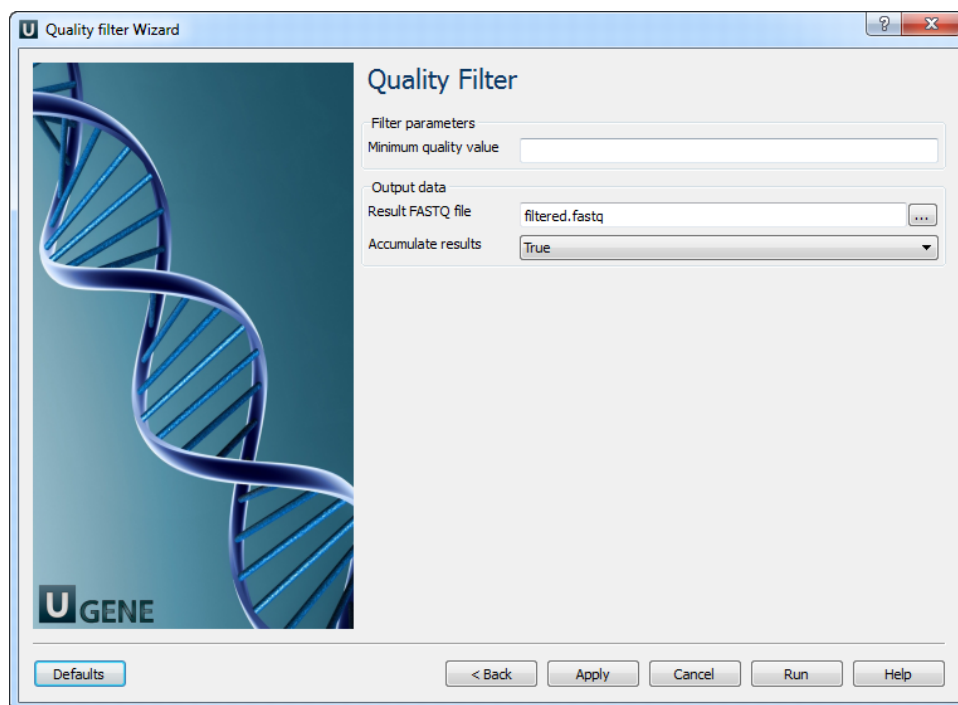 U Quality filter Wizard
? X
Quality Filter
Filter parameters
Minimum quality value
Output data
Result FASTQ file filtered.fastq ...
Accumulate results True
U GENE
Defaults < Back Apply Cancel Run Help